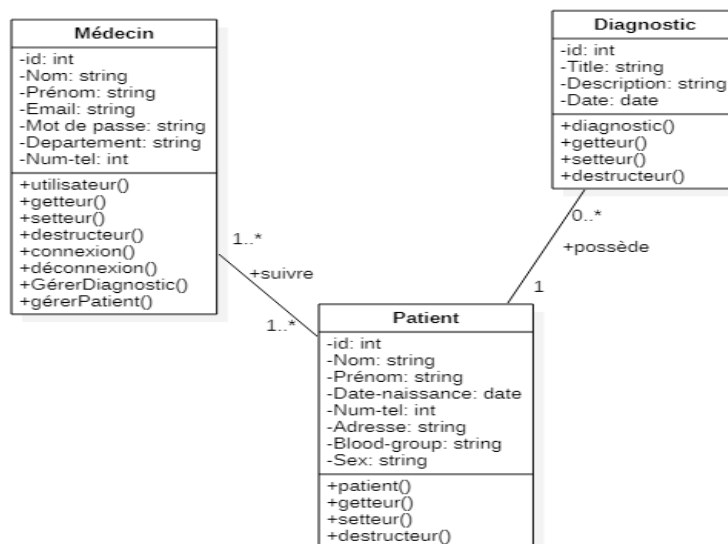 Médecin
-id: int
-Nom: string
-Prénom: string
-Email: string
-Mot de passe: string
-Departement: string
-Num-tel: int
+utilisateur()
+getteur()
+setteur()
+destructeur()
+connexion()
+déconnexion()
+GérerDiagnostic()
+gérerPatient()
Diagnostic
-id: int
-Title: string
-Description: string
-Date: date
+diagnostic()
+getteur()
+setteur()
+destructeur()
1..*
+suivre
1..*
0..*
+possède
1
Patient
-id: int
-Nom: string
-Prénom: string
-Date-naissance: date
-Num-tel: int
-Adresse: string
-Blood-group: string
-Sex: string
+patient()
+getteur()
+setteur()
+destructeur()